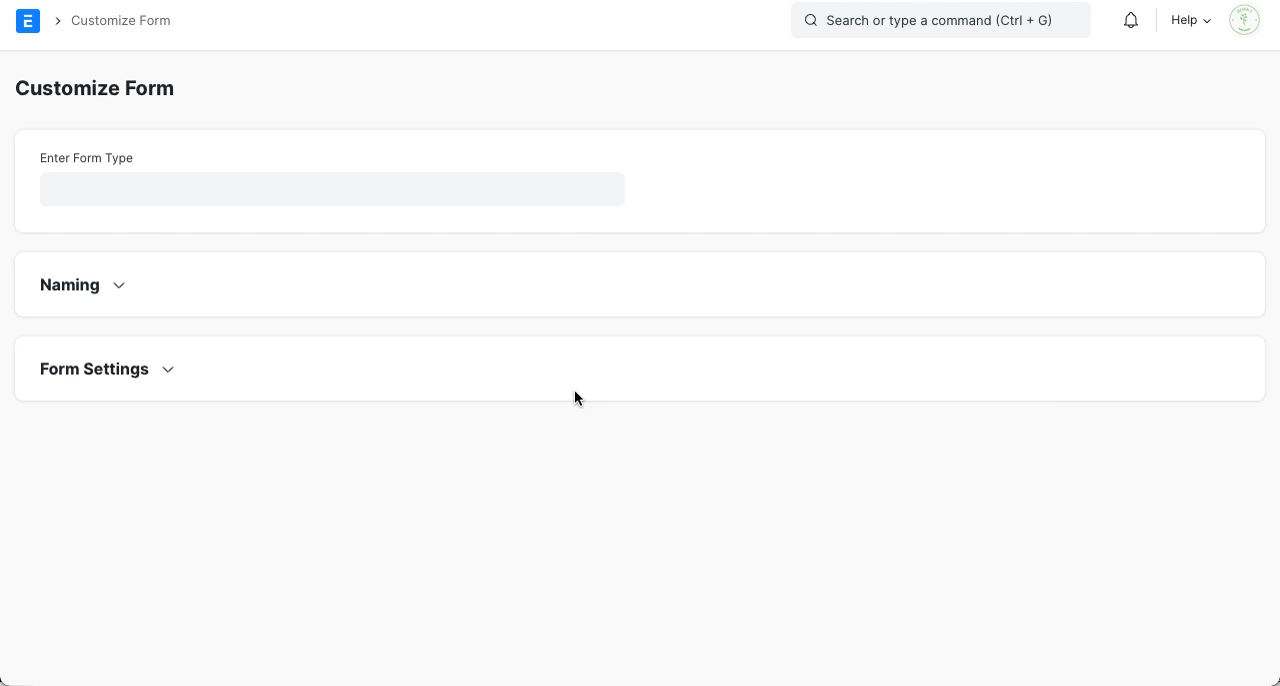 E
Customize Form
Search or type a command (Ctrl + G)
Help
Customize Form
Enter Form Type
Naming
Form Settings